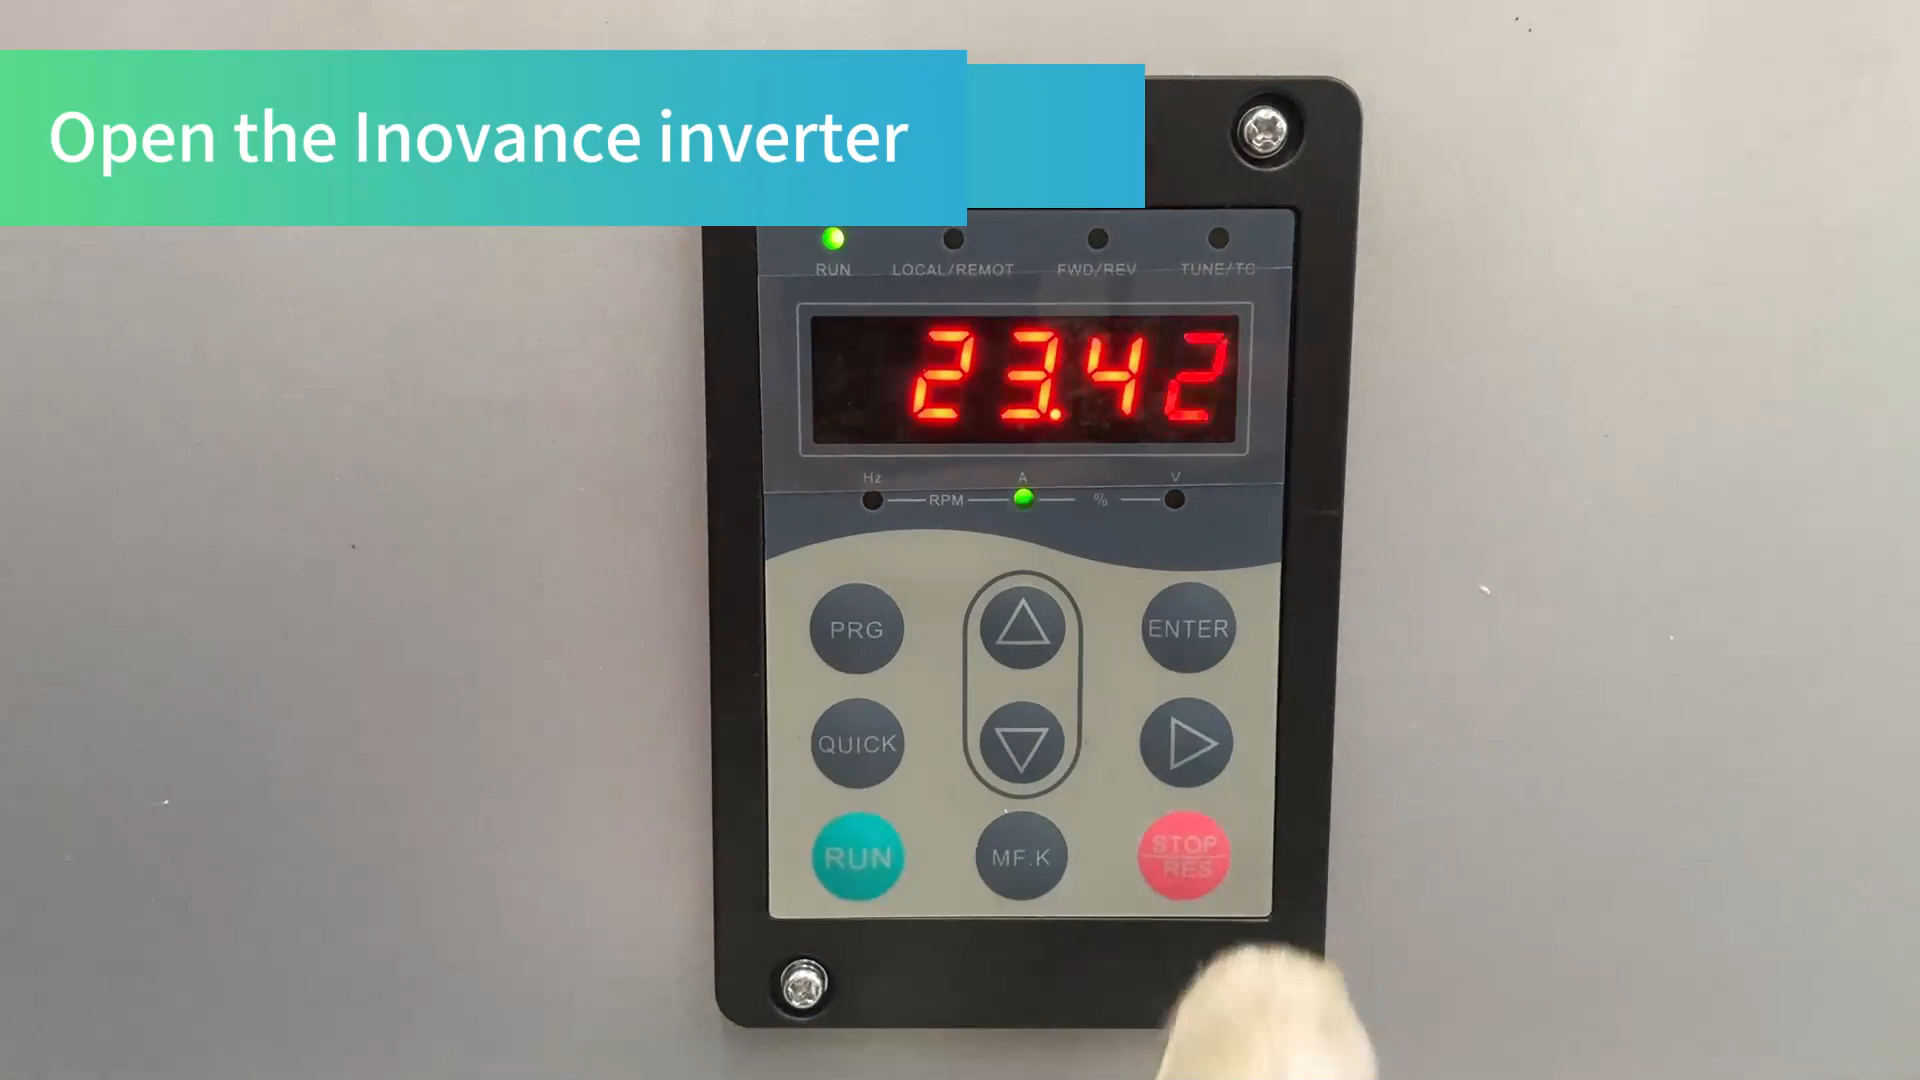 Open the Inovance inverter
RUN LOCAL/REMOT FWD/REV TUNE/TC
23.42
Hz A V
RPM %
PRG ENTER
QUICK
RUN MF.K STOP
RES